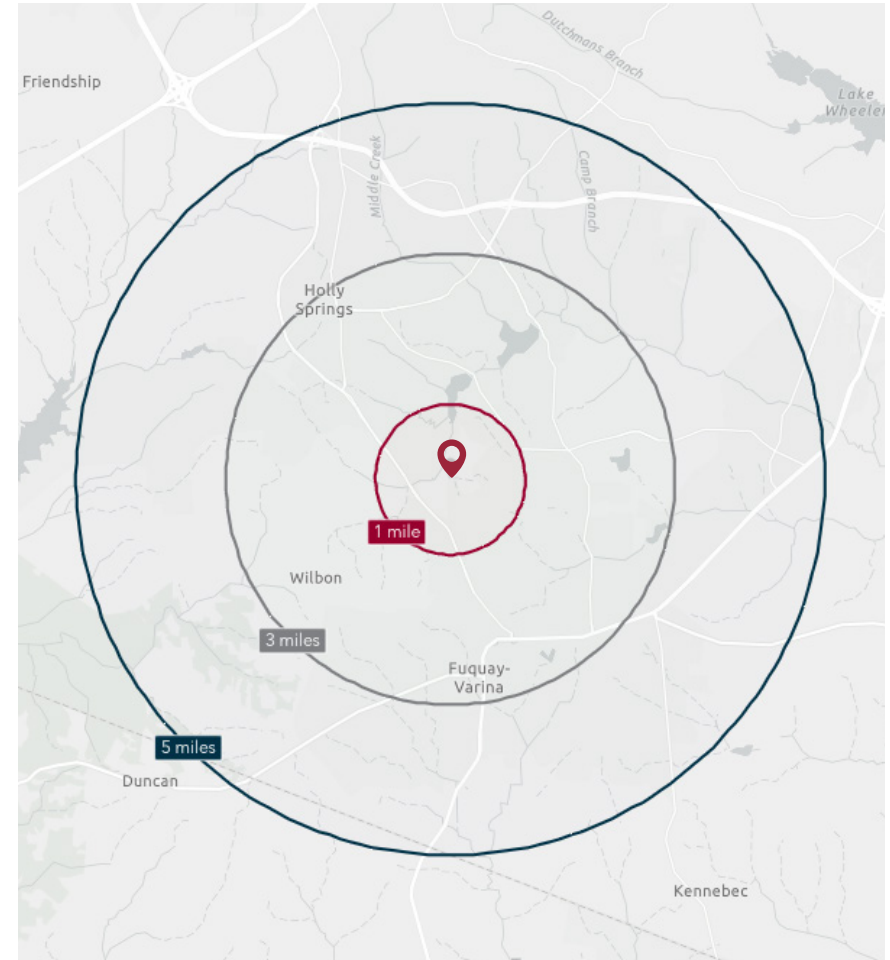 Dutchmans Branch
Friendship
Lake
Wheeler
Middle Creek
Camp Branch
Holly
Springs
1 mile
Wilbon
3 miles
Fuquay-
Varina
5 miles
Duncan
Kennebec